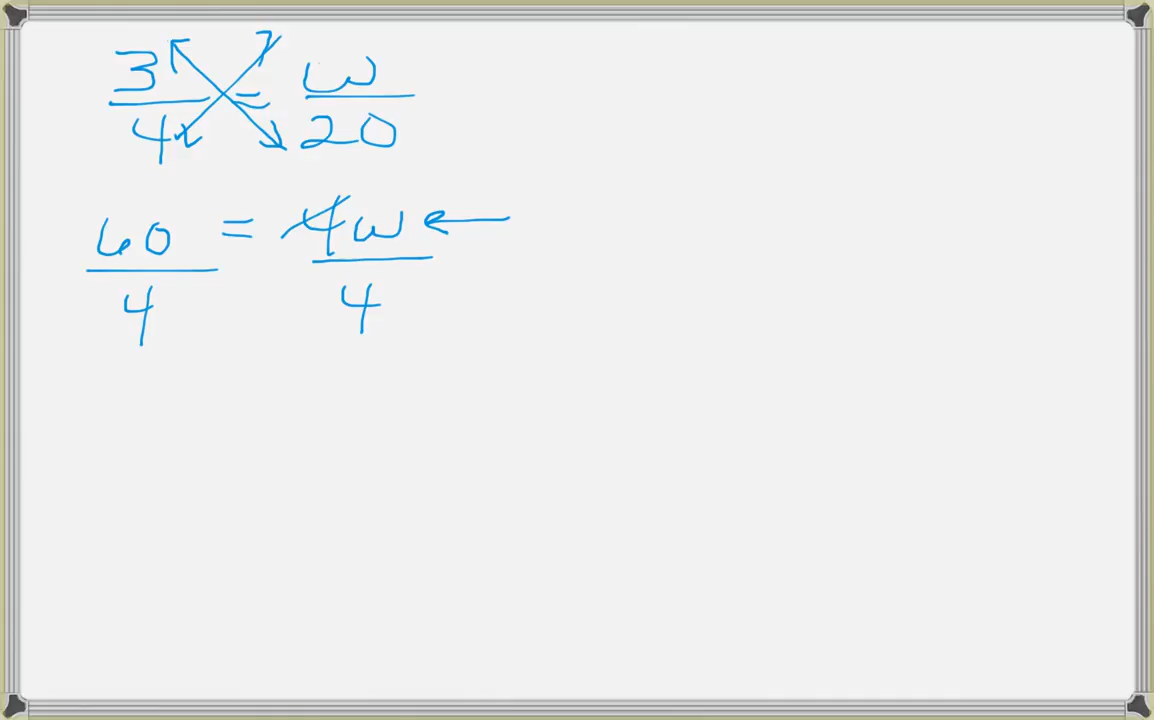 3/4 = w/20
60/4 = 4w/4